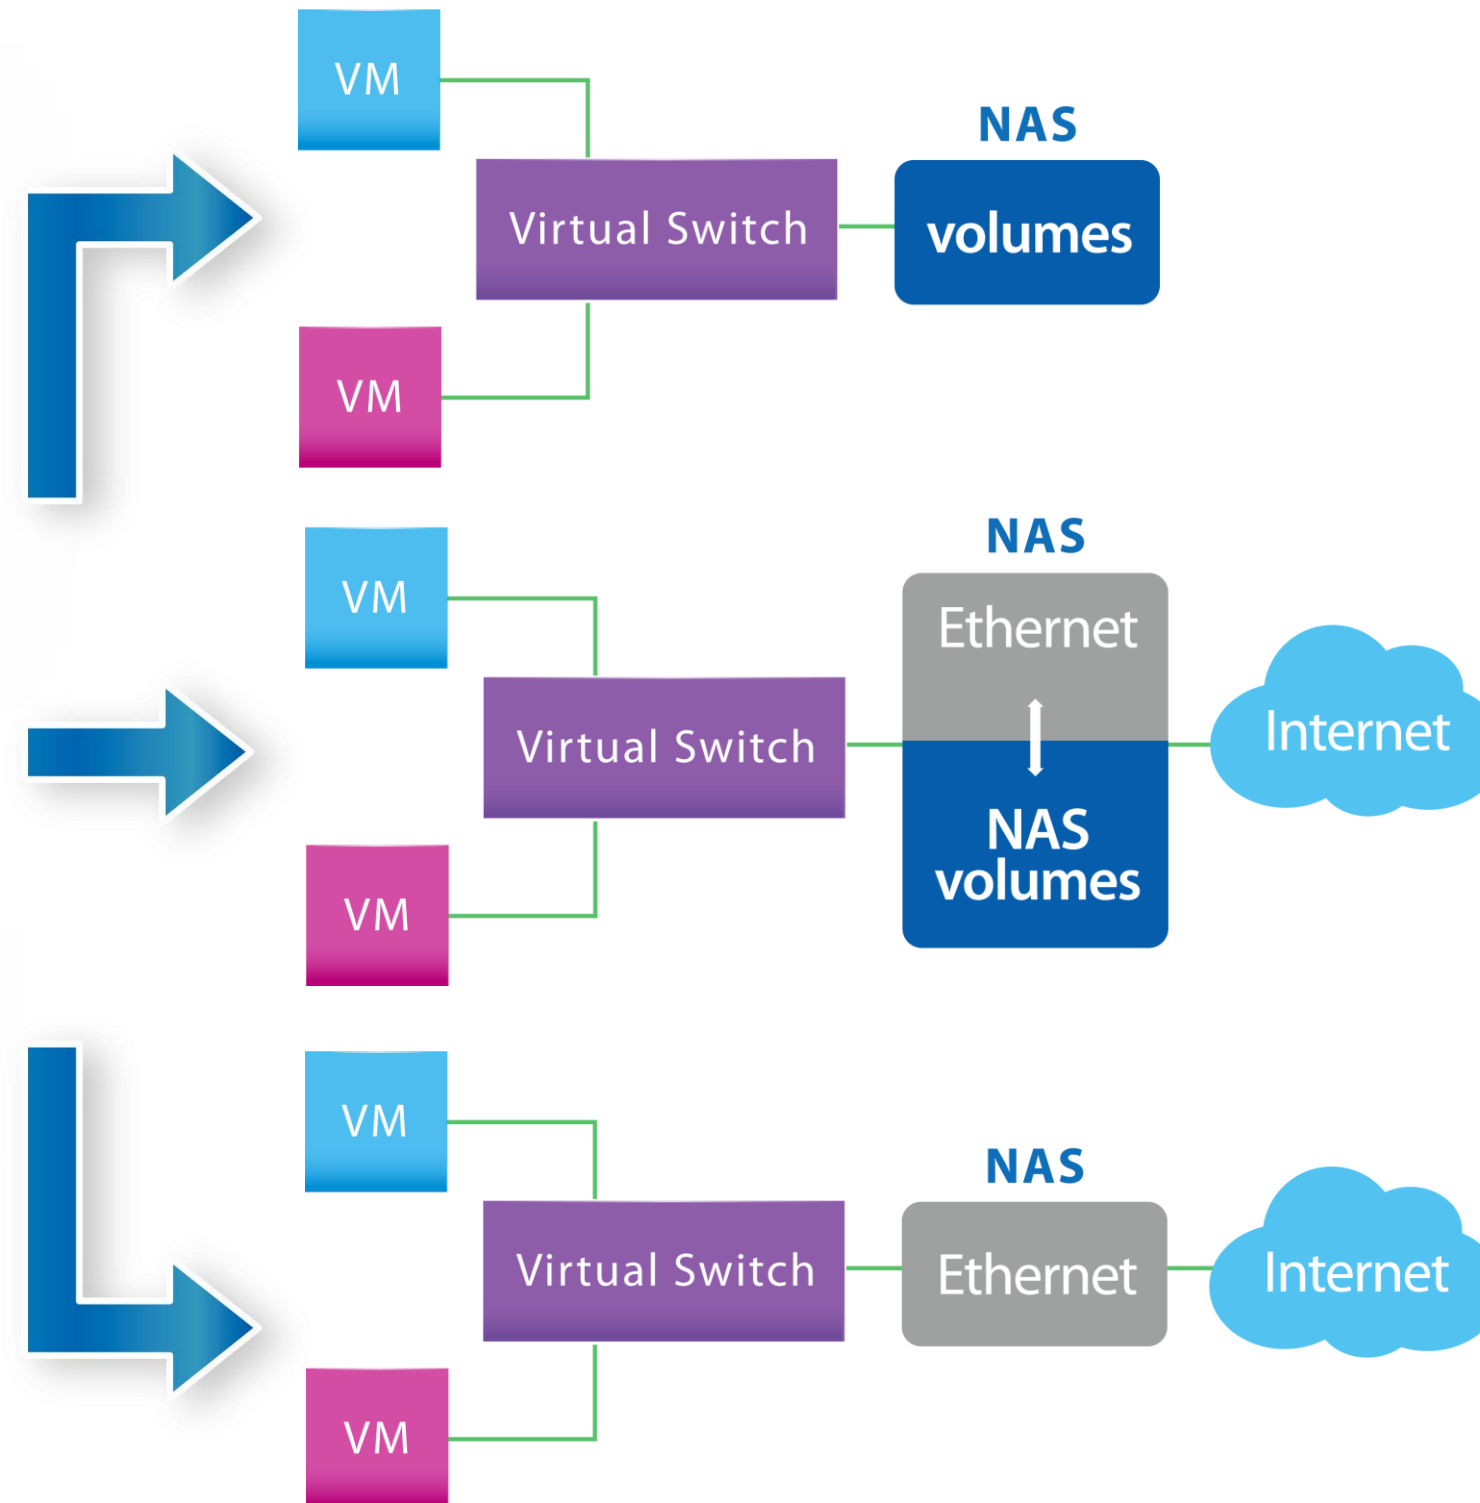 VM
NAS
Virtual Switch
volumes
VM
VM
NAS
Ethernet
Virtual Switch
Internet
NAS
volumes
VM
VM
NAS
Virtual Switch
Ethernet
Internet
VM